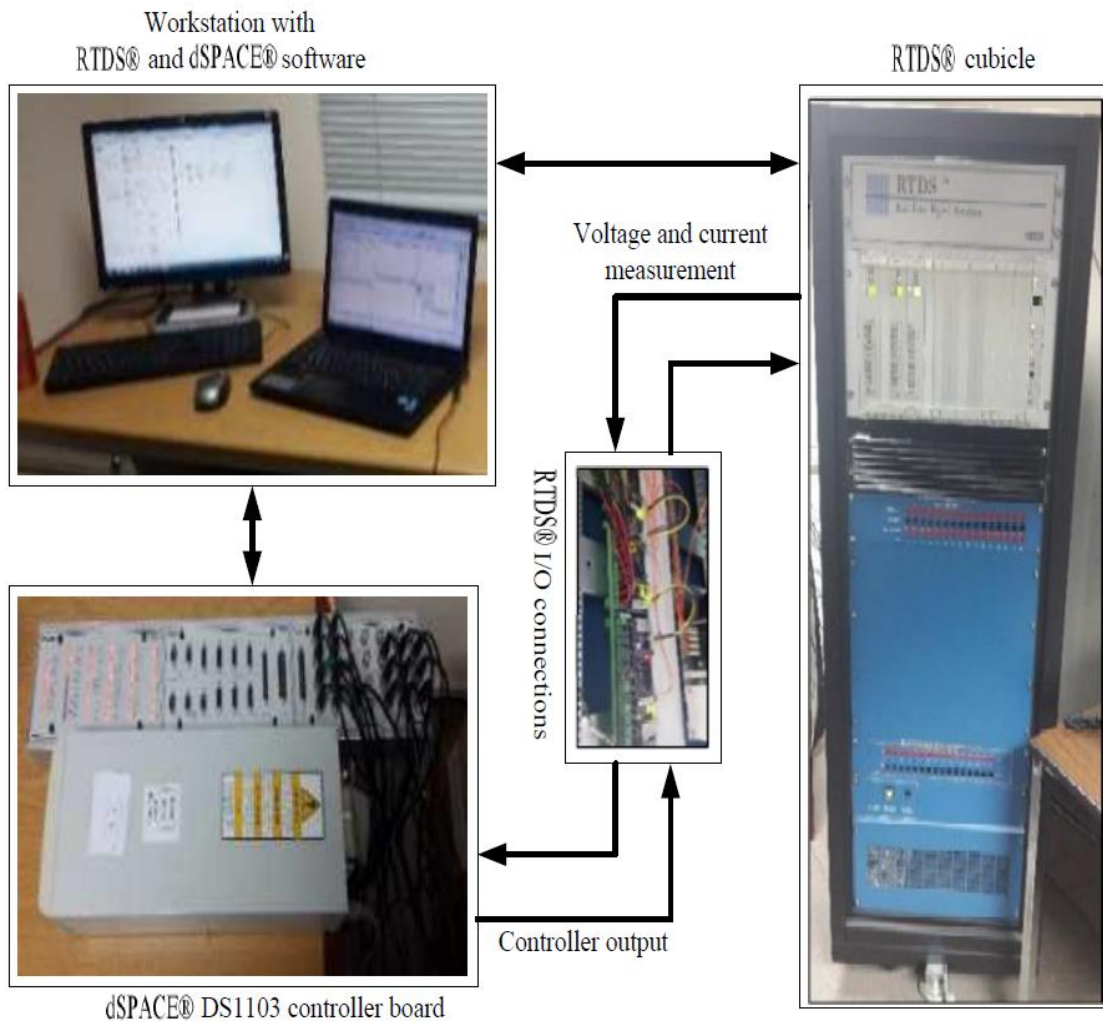 Workstation with
RTDS® and dSPACE® software
RTDS® cubicle
RTDS
Voltage and current
measurement
RTDS® I/O connections
Controller output
dSPACE® DS1103 controller board